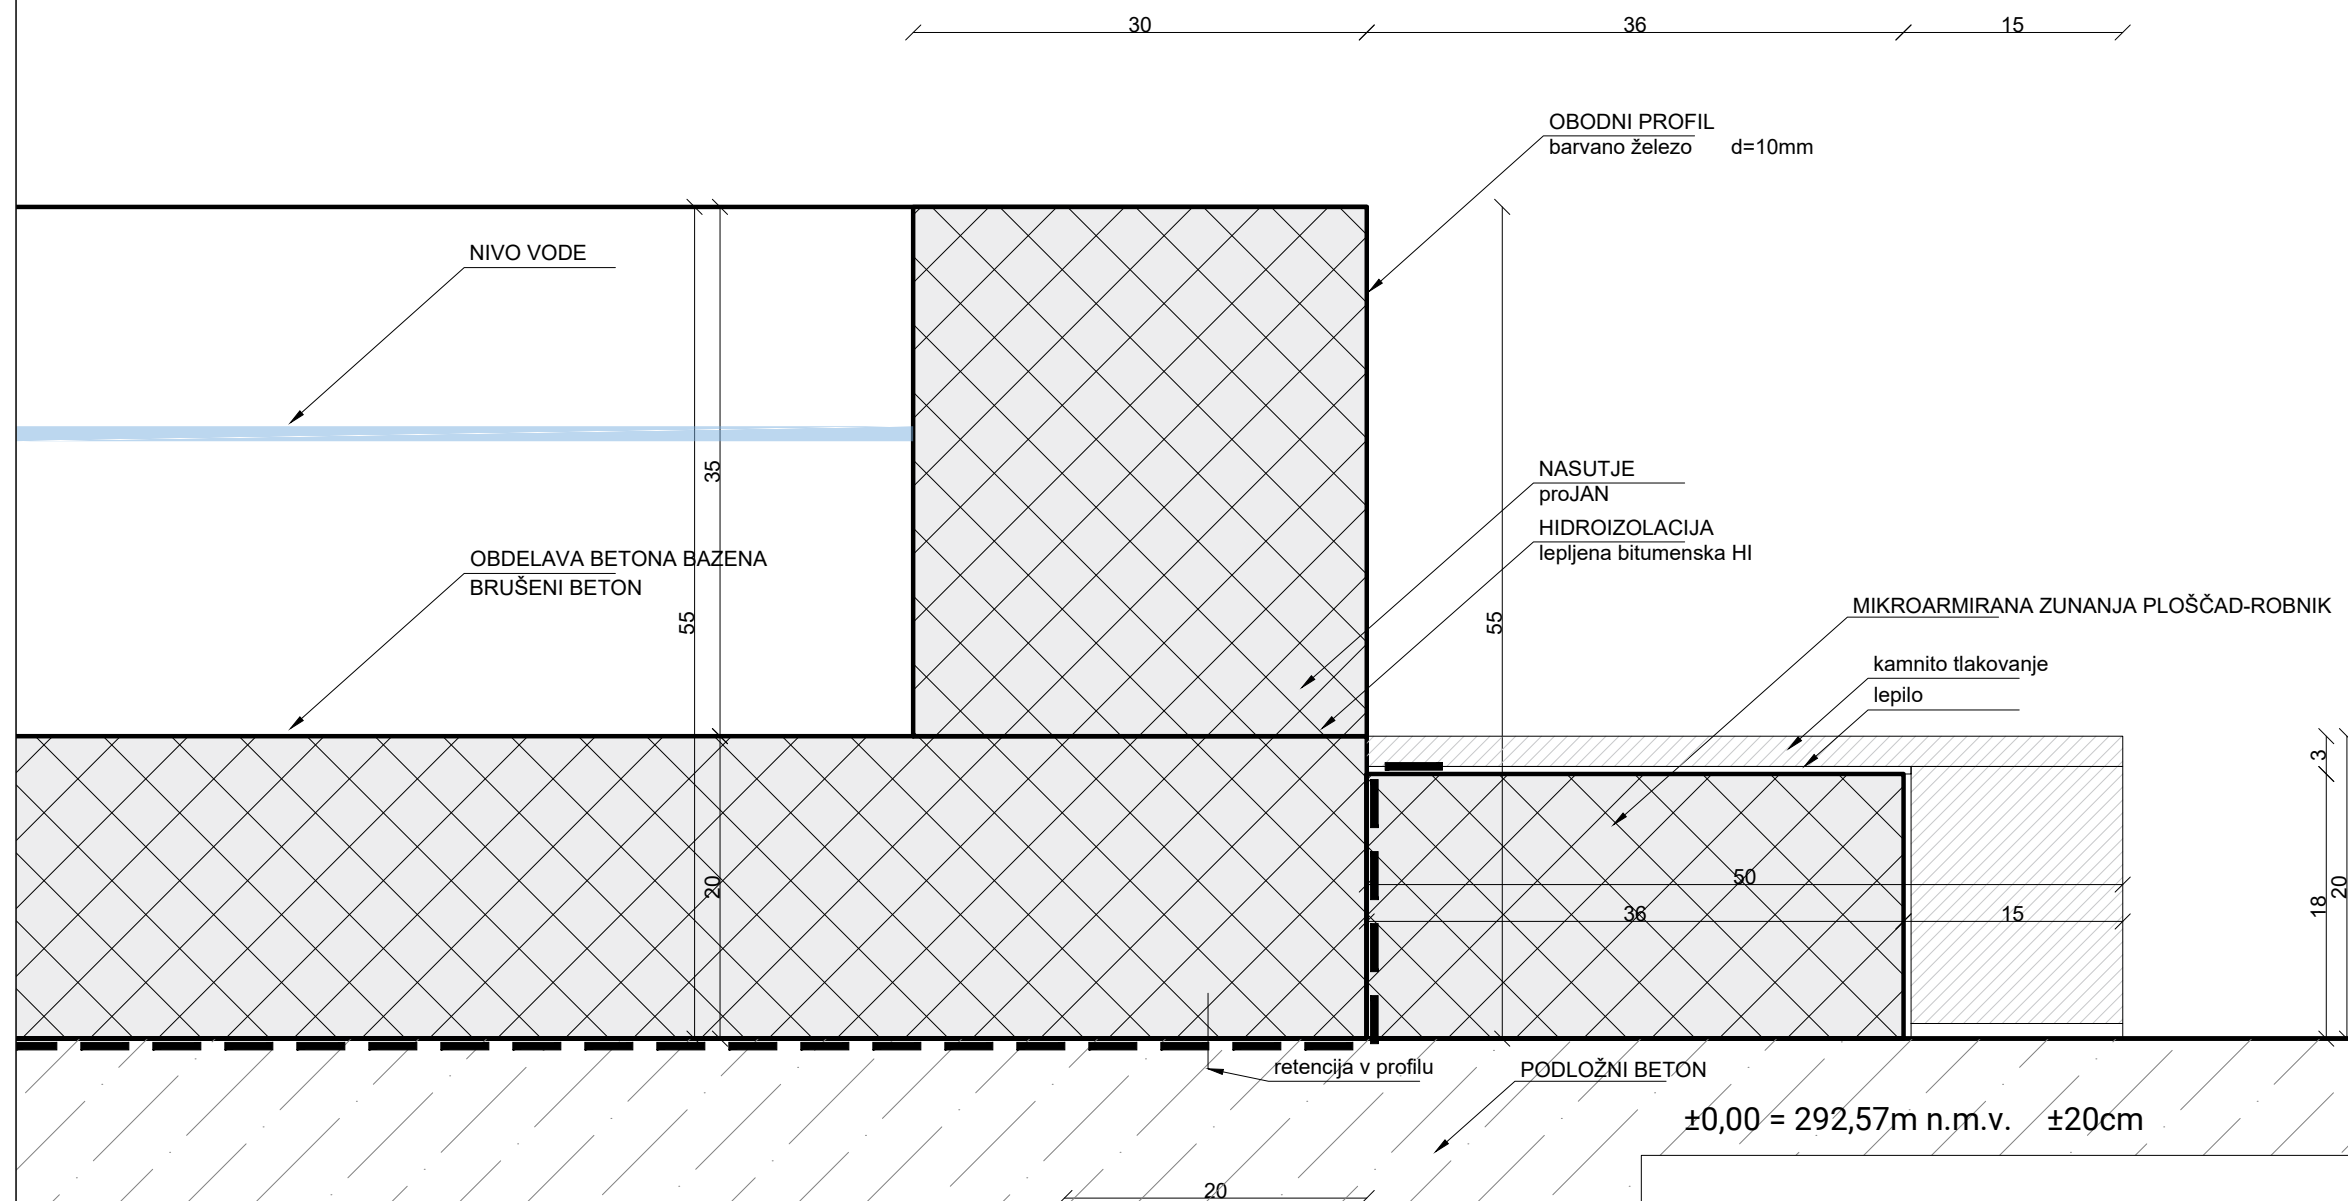 30
36
15
OBODNI PROFIL
barvano železo d=10mm
NIVO VODE
35
NASUTJE
proJAN
HIDROIZOLACIJA
lepljena bitumenska HI
OBDELAVA BETONA BAZENA
BRUŠENI BETON
55
55
MIKROARMIRANA ZUNANJA PLOŠČAD-ROBNIK
kamnito tlakovanje
lepilo
3
20
50
36
15
18
20
retencija v profilu
PODLOŽNI BETON
±0,00 = 292,57m n.m.v. ±20cm
20